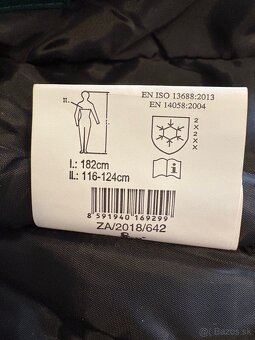 II.
EN ISO 13688:2013
EN 14058:2004
I.
2
X
2
X
X
i
I.: 182cm
II.: 116-124cm
8 591940 169299
ZA/2018/642
Bazos.sk